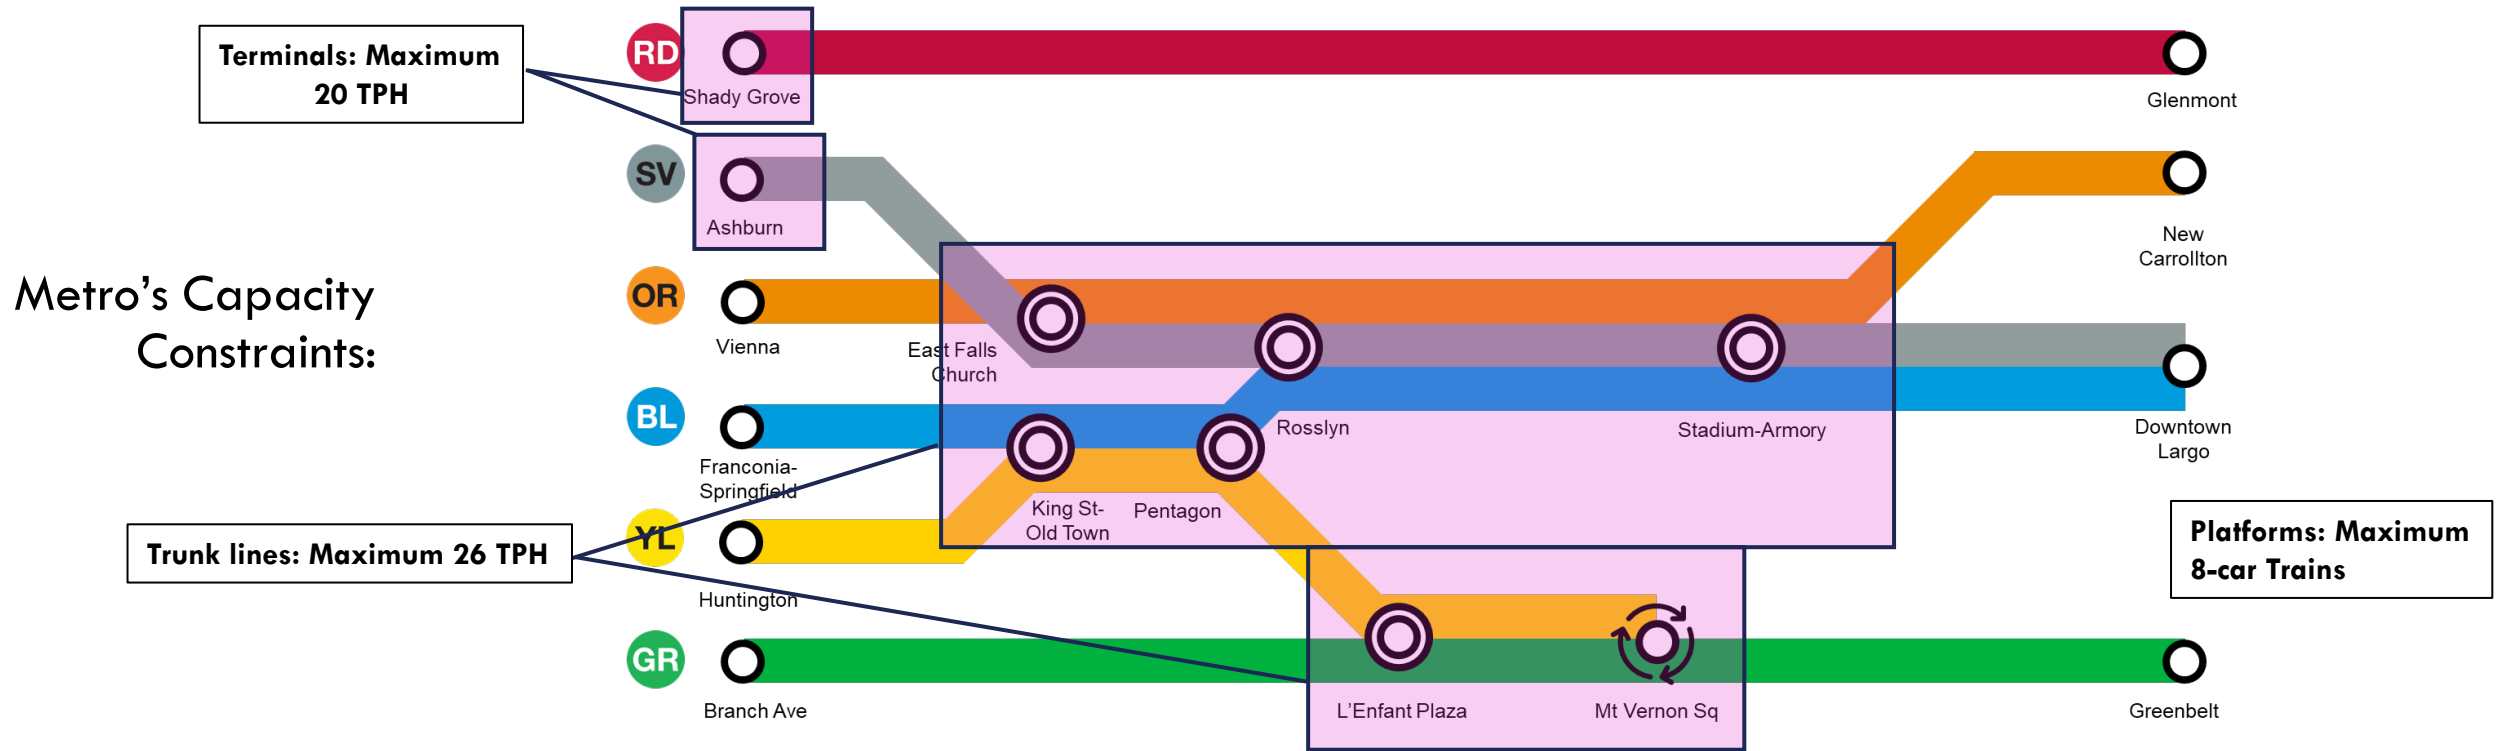 Terminals: Maximum
20 TPH
RD
Shady Grove
Glenmont
SV
Ashburn
New
Carrollton
Metro's Capacity
Constraints:
OR
Vienna
East Falls
Church
BL
Franconia-
Springfield
Rosslyn
Stadium-Armory
Downtown
Largo
King St-
Old Town
Pentagon
Trunk lines: Maximum 26 TPH
YL
Huntington
Platforms: Maximum
8-car Trains
GR
Branch Ave
L'Enfant Plaza
Mt Vernon Sq
Greenbelt